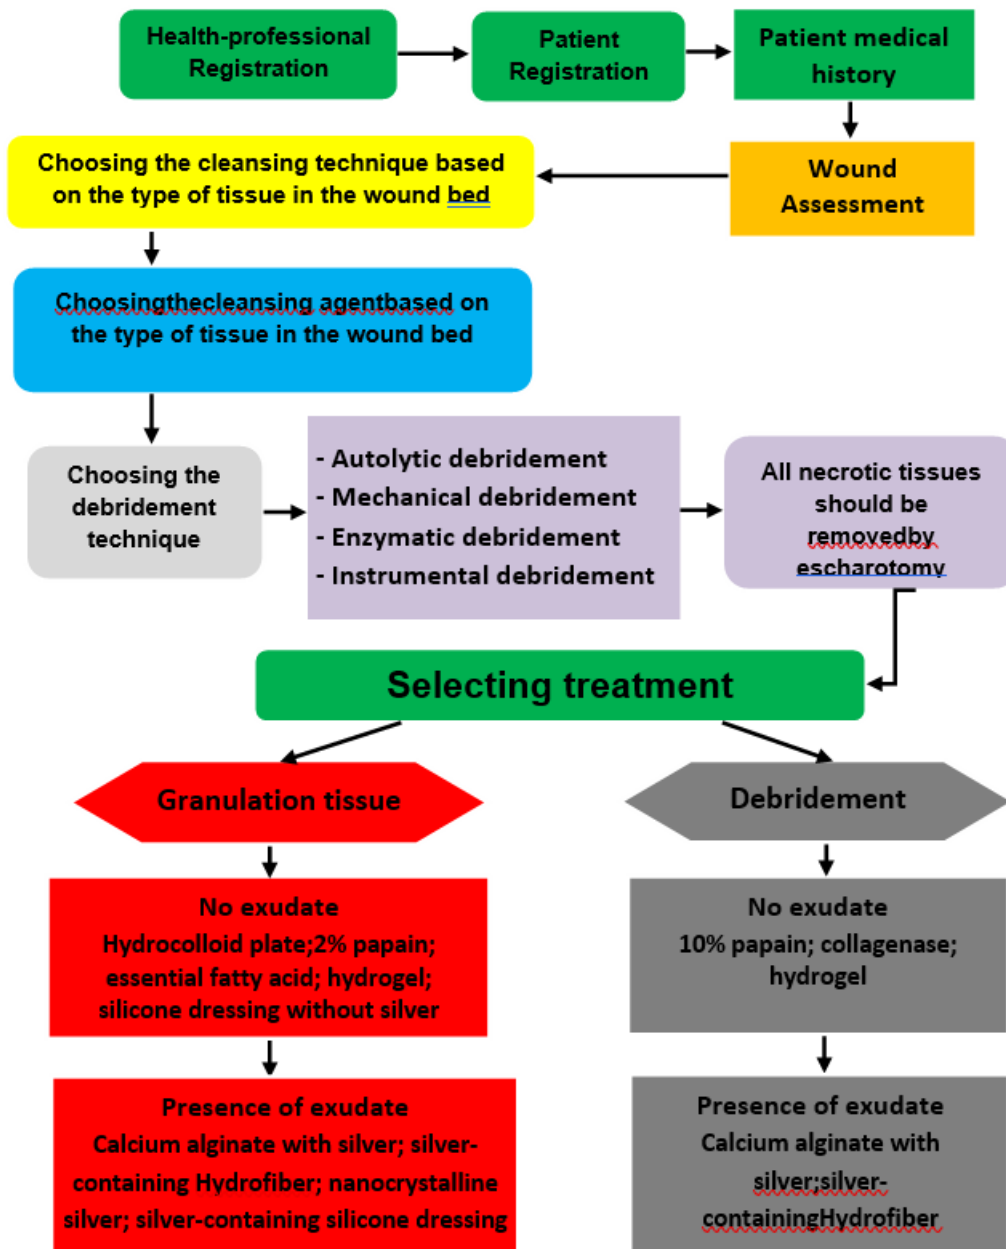 Health-professional
Registration
Patient
Registration
Patient medical
history
Wound
Assessment
Choosing the cleansing technique based
on the type of tissue in the wound bed
Choosingthecleansing agentbased on
the type of tissue in the wound bed
Choosing the
debridement
technique
- Autolytic debridement
- Mechanical debridement
- Enzymatic debridement
- Instrumental debridement
All necrotic tissues
should be
removedby
escharotomy
Selecting treatment
Granulation tissue
No exudate
Hydrocolloid plate;2% papain;
essential fatty acid; hydrogel;
silicone dressing without silver
Presence of exudate
Calcium alginate with silver; silver-
containing Hydrofiber; nanocrystalline
silver; silver-containing silicone dressing
Debridement
No exudate
10% papain; collagenase;
hydrogel
Presence of exudate
Calcium alginate with
silver;silver-
containingHydrofiber